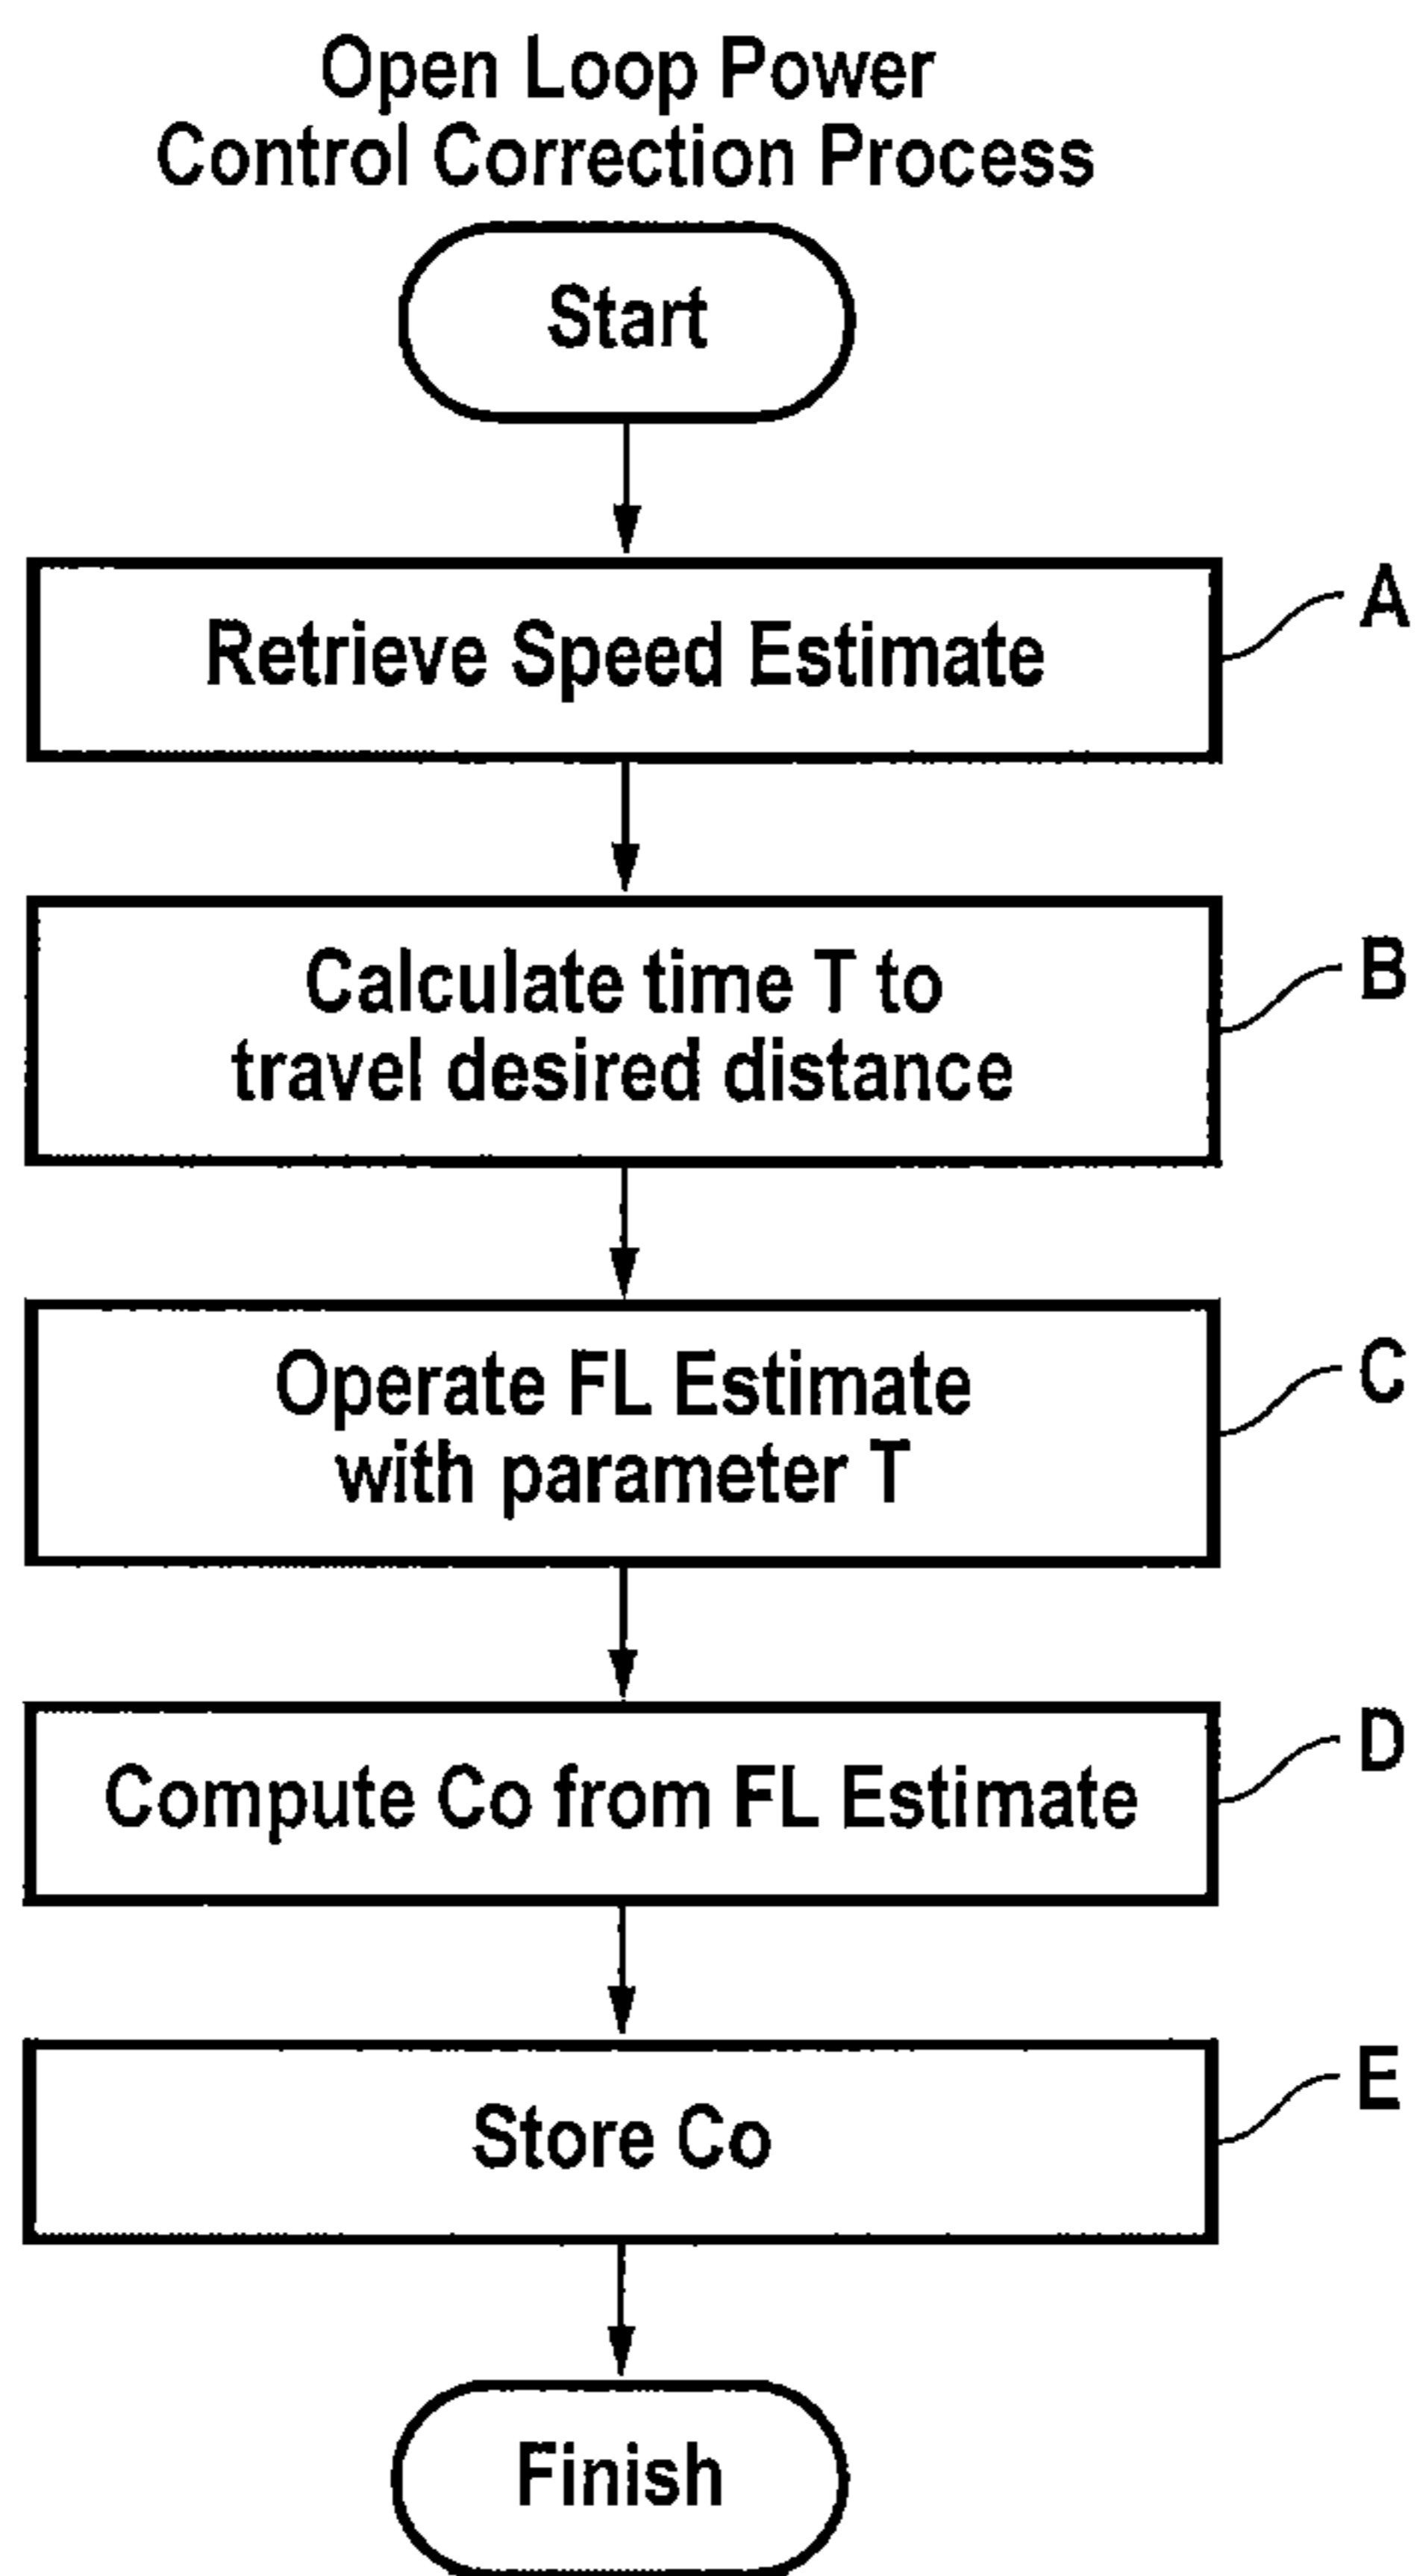 Open Loop Power
Control Correction Process
Start
Retrieve Speed Estimate
A
Calculate time T to
travel desired distance
B
Operate FL Estimate
with parameter T
C
Compute Co from FL Estimate
D
Store Co
E
Finish